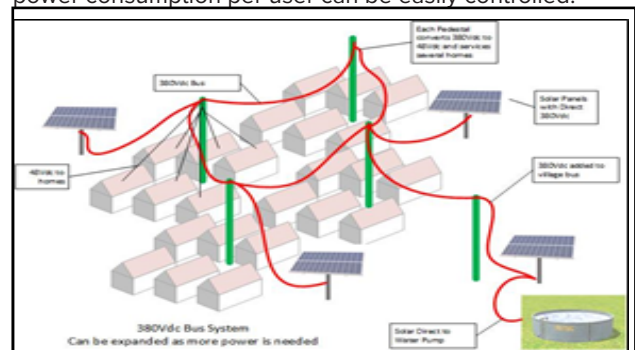 power consumption per user can be easily controlled.
Each Pedestal
converts 380Vdc to
48Vdc and services
several homes
380Vdc Bus
Solar Panels
with Direct
380Vdc
48Vdc to
homes
380Vdc added to
village bus
380Vdc Bus System
Can be expanded as more power is needed
Solar Direct to
Water Pump